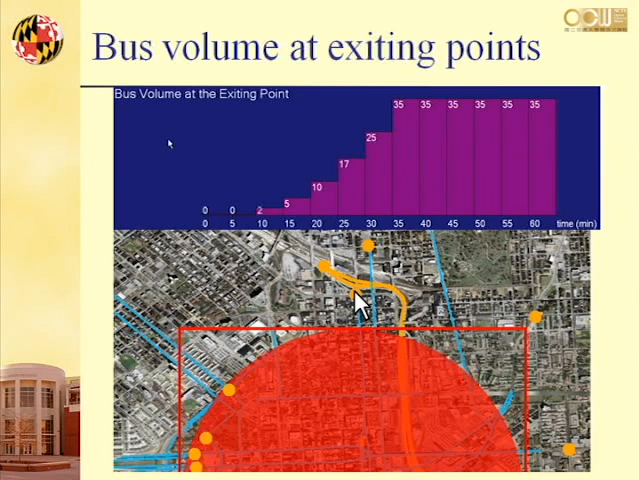 Bus volume at exiting points
OCW
Bus Volume at the Exiting Point
35 35 35 35 35 35
25
17
10
5
0 0 2
0 5 10 15 20 25 30 35 40 45 50 55 60 time (min)